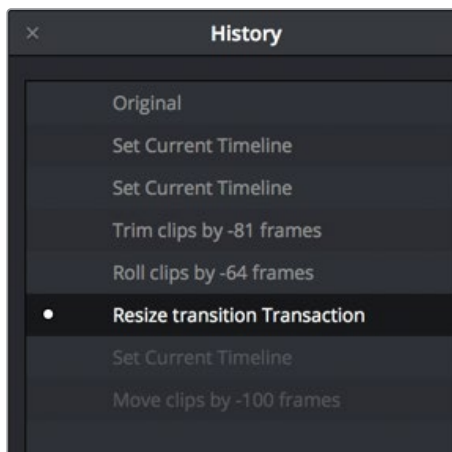 × History
Original
Set Current Timeline
Set Current Timeline
Trim clips by -81 frames
Roll clips by -64 frames
Resize transition Transaction
Set Current Timeline
Move clips by -100 frames